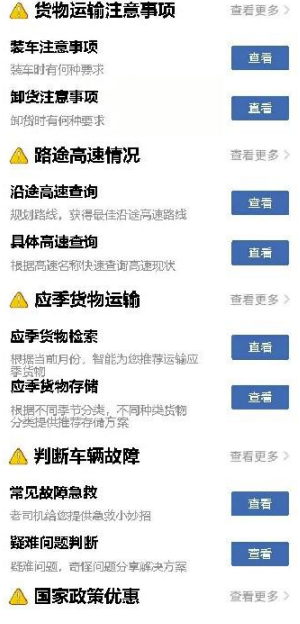 货物运输注意事项
查看更多 >
装车注意事项
装车时有何种要求
查看
卸货注意事项
卸货时有何种要求
查看
路途高速情况
查看更多 >
沿途高速查询
规划路线，获得最佳沿途高速路线
查看
具体高速查询
根据高速名称快速查询高速现状
查看
应季货物运输
查看更多 >
应季货物检索
根据当前月份，智能为您推荐运输应
季货物
查看
应季货物存储
根据不同季节分类，不同种类货物
分类提供推荐存储方案
查看
判断车辆故障
查看更多 >
常见故障急救
老司机给您提供急救小妙招
查看
疑难问题判断
疑难问题，奇怪问题分享解决方案
查看
国家政策优惠
查看更多 >